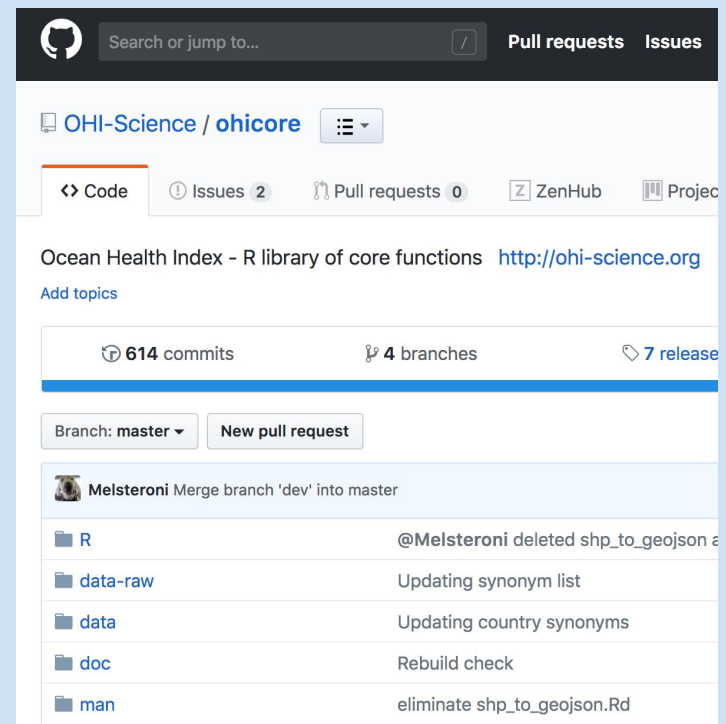 Search or jump to... / Pull requests Issues
OHI-Science / ohicore
<> Code Issues 2 Pull requests 0 Z ZenHub Projec
Ocean Health Index - R library of core functions http://ohi-science.org
Add topics
614 commits 4 branches 7 release
Branch: master New pull request
Melsteroni Merge branch 'dev' into master
R @Melsteroni deleted shp_to_geojson a
data-raw Updating synonym list
data Updating country synonyms
doc Rebuild check
man eliminate shp_to_geojson.Rd